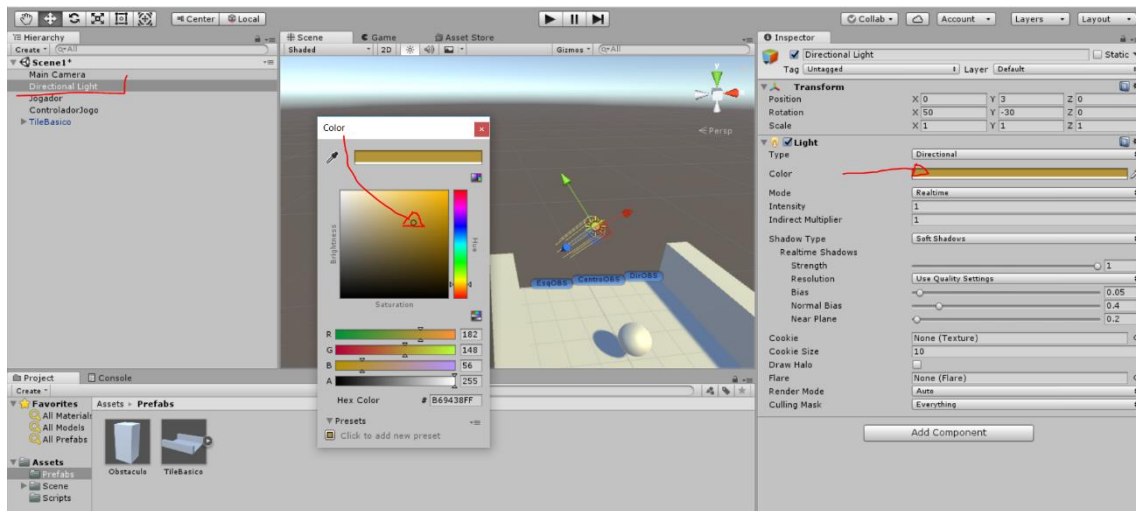 Center Local
Collab Account Layers Layout
Hierarchy
Create All
Scene1*
Main Camera
Directional Light
Jogador
ControladorJogo
TileBasico
Scene Game Asset Store
Shaded 2D Gizmos All
Persp
EsqOBS CentroOBS DirOBS
Color
Brightness
Hue
Saturation
R 182
G 148
B 56
A 255
Hex Color # B69438FF
Presets
Click to add new preset
Inspector
Directional Light Static
Tag Untagged Layer Default
Transform
Position X 0 Y 3 Z 0
Rotation X 50 Y -30 Z 0
Scale X 1 Y 1 Z 1
Light
Type Directional
Color
Mode Realtime
Intensity 1
Indirect Multiplier 1
Shadow Type Soft Shadows
Realtime Shadows
Strength 1
Resolution Use Quality Settings
Bias 0.05
Normal Bias 0.4
Near Plane 0.2
Cookie None (Texture)
Cookie Size 10
Draw Halo
Flare None (Flare)
Render Mode Auto
Culling Mask Everything
Add Component
Project Console
Create
Favorites
All Materials
All Models
All Prefabs
Assets
Prefabs
Scene
Scripts
Assets Prefabs
Obstaculo TileBasico